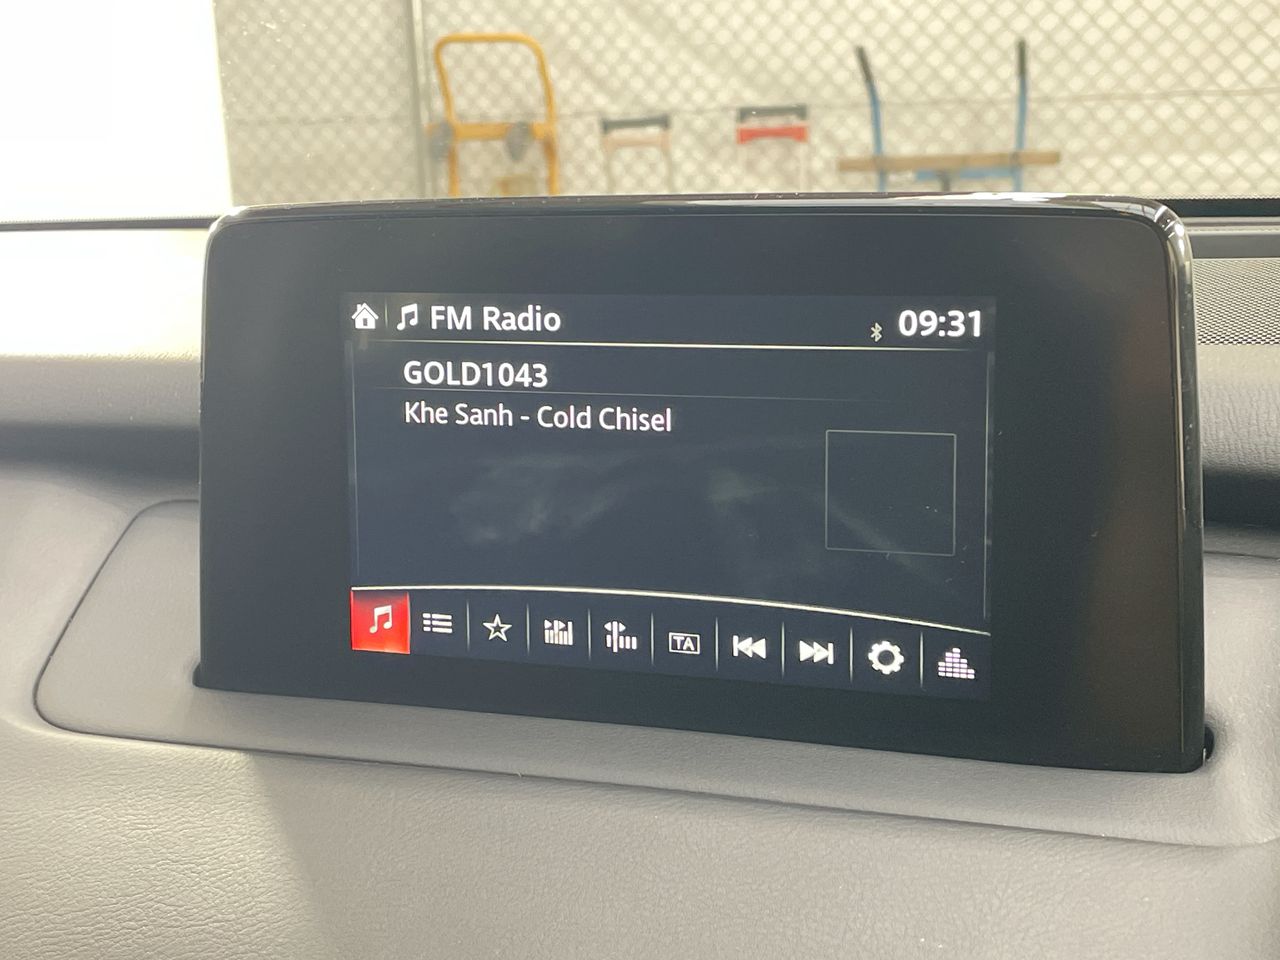 FM Radio
09:31
GOLD1043
Khe Sanh - Cold Chisel
TA